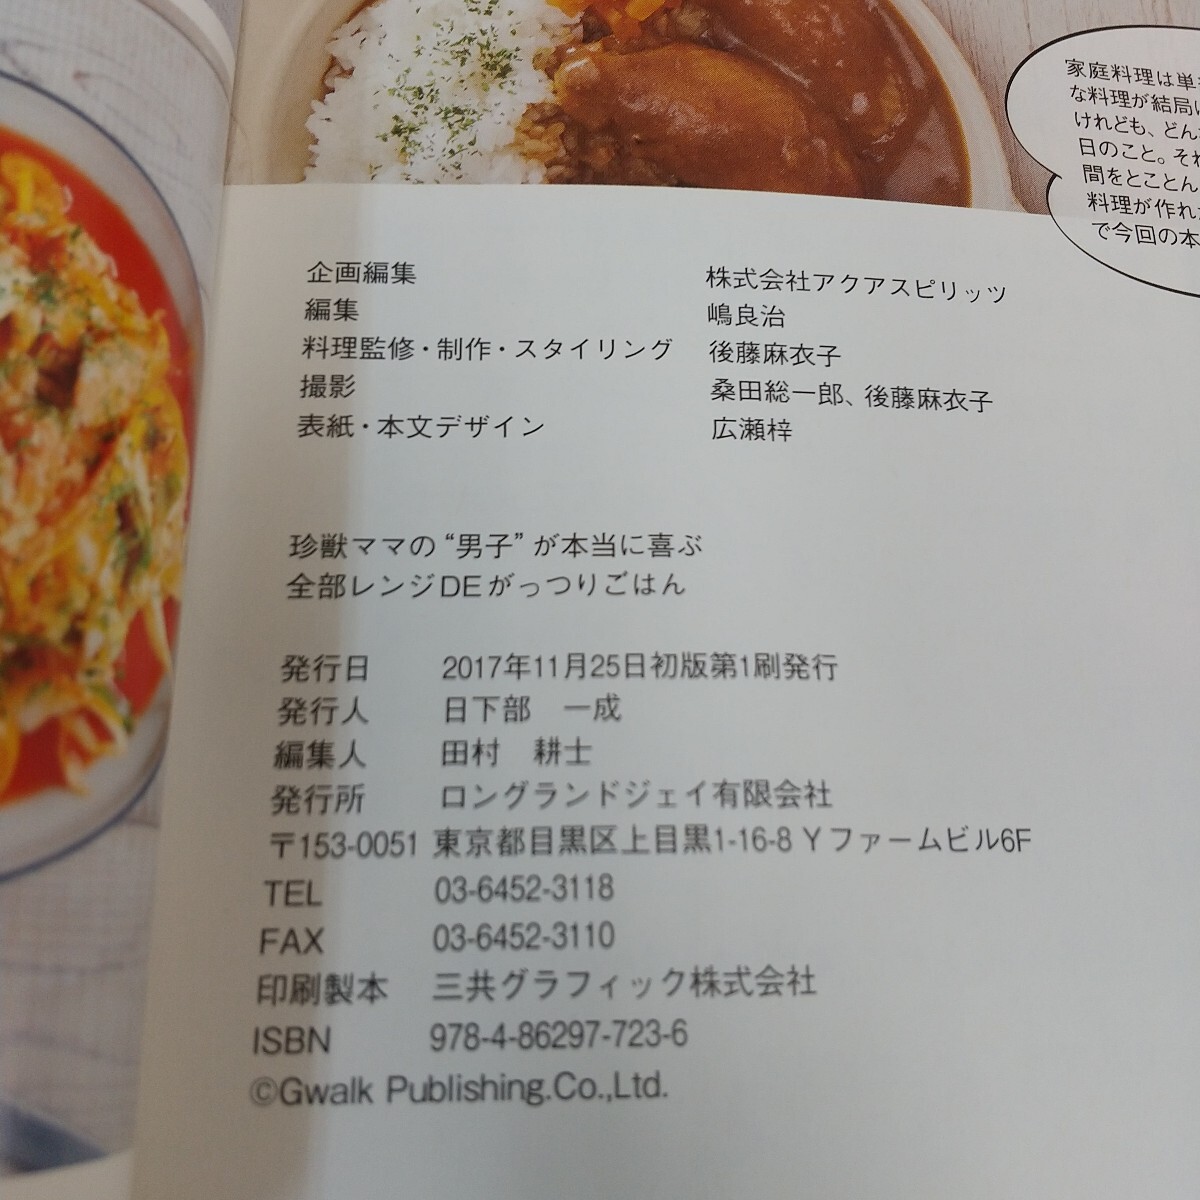 家庭料理は単
な料理が結局
けれども、どん
日のこと。それ
間をとことん
料理が作れ
で今回の本
企画編集 株式会社アクアスピリッツ
編集 嶋良治
料理監修・制作・スタイリング 後藤麻衣子
撮影 桑田総一郎、後藤麻衣子
表紙・本文デザイン 広瀬梓
珍獣ママの“男子”が本当に喜ぶ
全部レンジDEがっつりごはん
発行日 2017年11月25日初版第1刷発行
発行人 日下部 一成
編集人 田村 耕士
発行所 ロングランドジェイ有限会社
〒153-0051 東京都目黒区上目黒1-16-8 Yファームビル6F
TEL 03-6452-3118
FAX 03-6452-3110
印刷製本 三共グラフィック株式会社
ISBN 978-4-86297-723-6
©Gwalk Publishing.Co.,Ltd.